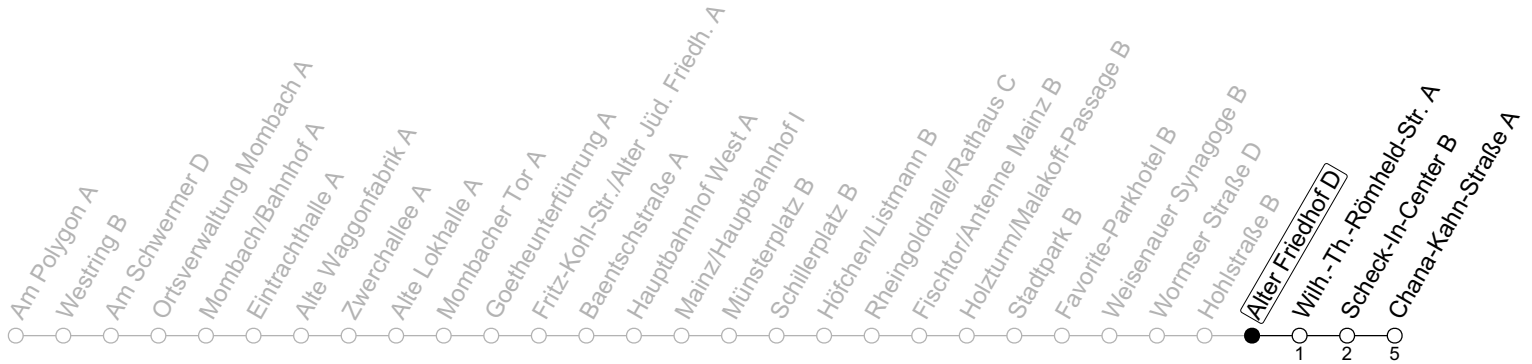 Am Polygon A
Westring B
Am Schwermer D
Ortsverwaltung Mombach A
Mombach/Bahnhof A
Eintrachthalle A
Alte Waggonfabrik A
Zwerchallee A
Alte Lokhalle A
Mombacher Tor A
Goetheunterführung A
Fritz-Kohl-Str./Alter Jüd. Friedh. A
Baentschstraße A
Hauptbahnhof West A
Mainz/Hauptbahnhof I
Münsterplatz B
Schillerplatz B
Höfchen/Listmann B
Rheingoldhalle/Rathaus C
Fischtor/Antenne Mainz B
Holzturm/Malakoff-Passage B
Stadtpark B
Favorite-Parkhotel B
Weisenauer Synagoge B
Wormser Straße D
Hohlstraße B
Alter Friedhof D
Wilh.-Th.-Römheld-Str. A
Scheck-In-Center B
Chana-Kahn-Straße A
1 2 5